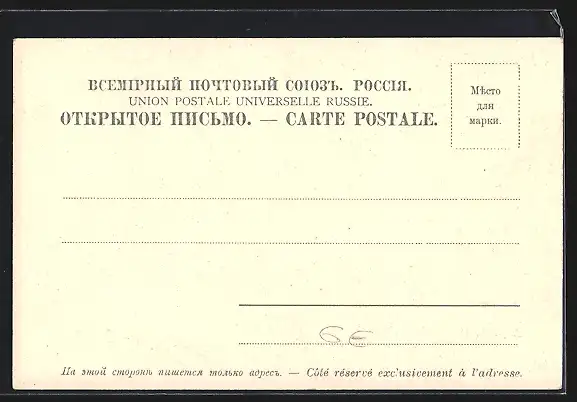 ВСЕМІРНЫЙ ПОЧТОВЫЙ СОЮЗЪ. РОССІЯ.
UNION POSTALE UNIVERSELLE RUSSIE.
ОТКРЫТОЕ ПИСЬМО. — CARTE POSTALE.
Мѣсто
для
марки.
6 €
На этой сторонѣ пишется только адресъ. — Côté réservé exclusivement à l'adresse.